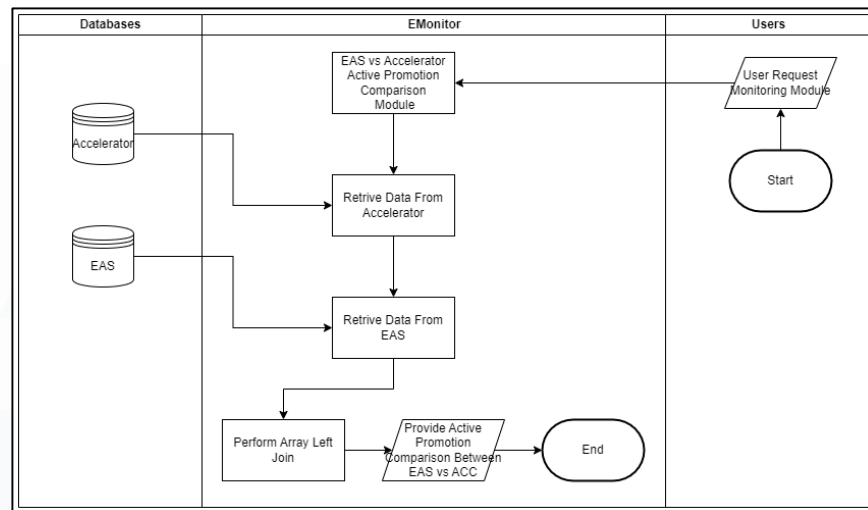 Databases
EMonitor
Users
EAS vs Accelerator
Active Promotion
Comparison
Module
User Request
Monitoring Module
Accelerator
Start
Retrive Data From
Accelerator
EAS
Retrive Data From
EAS
Perform Array Left
Join
Provide Active
Promotion
Comparison Between
EAS vs ACC
End